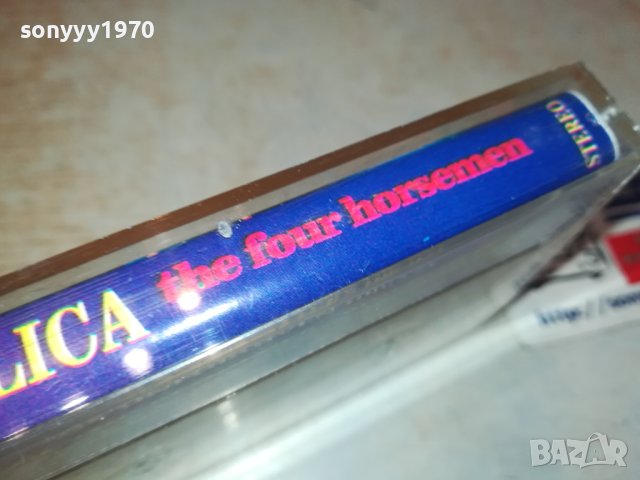 sonyyy1970
LICA the four horsemen STEREO
http://
BAZAR